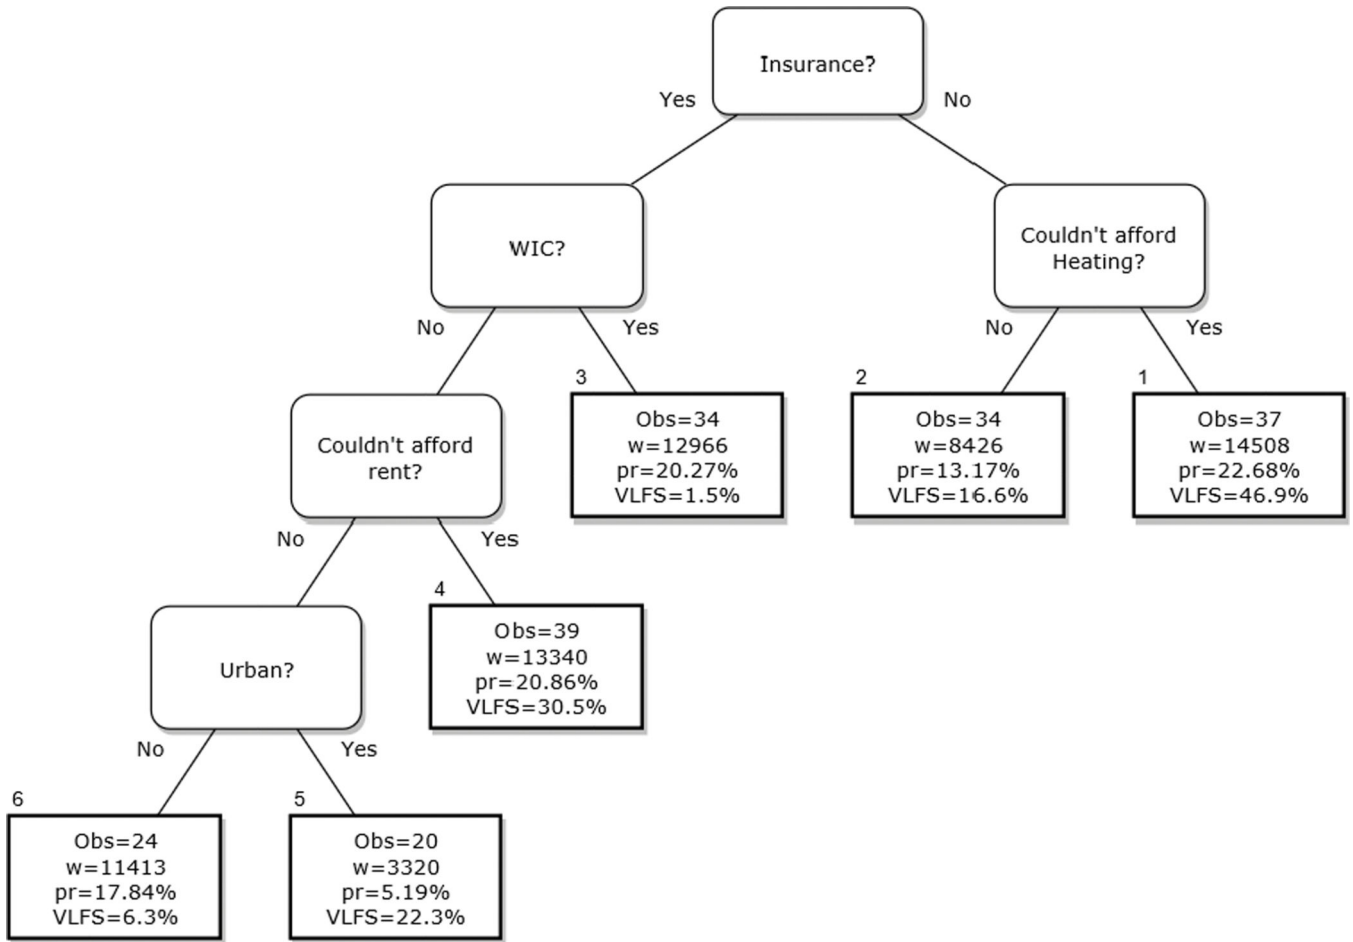 Insurance?
Yes
No
WIC?
Couldn't afford
Heating?
No
Yes
No
Yes
3
2
1
Couldn't afford
rent?
Obs=34
w=12966
pr=20.27%
VLFS=1.5%
Obs=34
w=8426
pr=13.17%
VLFS=16.6%
Obs=37
w=14508
pr=22.68%
VLFS=46.9%
No
Yes
4
Urban?
Obs=39
w=13340
pr=20.86%
VLFS=30.5%
No
Yes
6
5
Obs=24
w=11413
pr=17.84%
VLFS=6.3%
Obs=20
w=3320
pr=5.19%
VLFS=22.3%